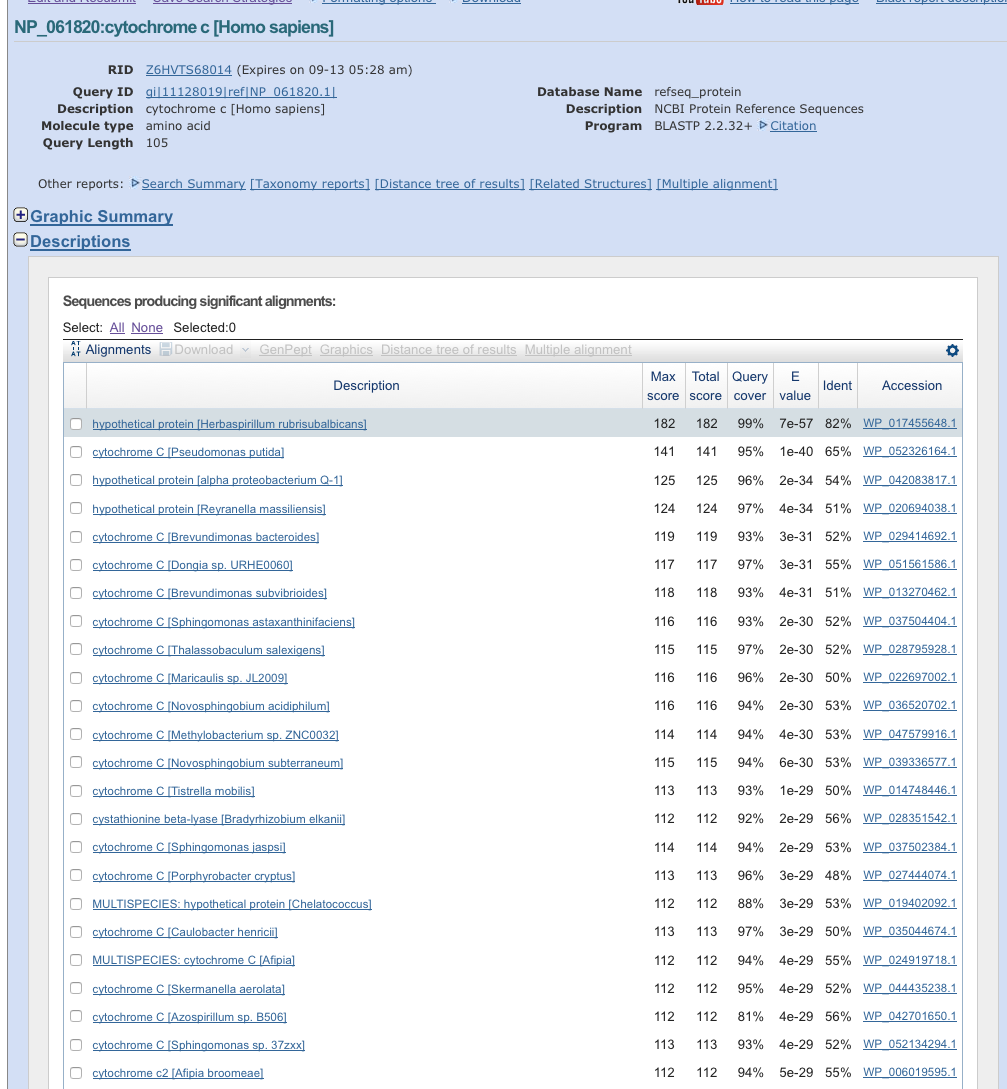 Edit and Resubmit Save Search Strategies Formatting options Download You Tube How to read this page Blast report description
NP_061820:cytochrome c [Homo sapiens]
RID Z6HVTS68014 (Expires on 09-13 05:28 am)
Query ID gi|11128019|ref|NP_061820.1| Database Name refseq_protein
Description cytochrome c [Homo sapiens] Description NCBI Protein Reference Sequences
Molecule type amino acid Program BLASTP 2.2.32+ Citation
Query Length 105
Other reports: Search Summary [Taxonomy reports] [Distance tree of results] [Related Structures] [Multiple alignment]
Graphic Summary
Descriptions
Sequences producing significant alignments:
Select: All None Selected:0
Alignments Download GenPept Graphics Distance tree of results Multiple alignment
Description Max score Total score Query cover E value Ident Accession
hypothetical protein [Herbaspirillum rubrisubalbicans] 182 182 99% 7e-57 82% WP_017455648.1
cytochrome C [Pseudomonas putida] 141 141 95% 1e-40 65% WP_052326164.1
hypothetical protein [alpha proteobacterium Q-1] 125 125 96% 2e-34 54% WP_042083817.1
hypothetical protein [Reyranella massiliensis] 124 124 97% 4e-34 51% WP_020694038.1
cytochrome C [Brevundimonas bacteroides] 119 119 93% 3e-31 52% WP_029414692.1
cytochrome C [Dongia sp. URHE0060] 117 117 97% 3e-31 55% WP_051561586.1
cytochrome C [Brevundimonas subvibrioides] 118 118 93% 4e-31 51% WP_013270462.1
cytochrome C [Sphingomonas astaxanthinifaciens] 116 116 93% 2e-30 52% WP_037504404.1
cytochrome C [Thalassobaculum salexigens] 115 115 97% 2e-30 52% WP_028795928.1
cytochrome C [Maricaulis sp. JL2009] 116 116 96% 2e-30 50% WP_022697002.1
cytochrome C [Novosphingobium acidiphilum] 116 116 94% 2e-30 53% WP_036520702.1
cytochrome C [Methylobacterium sp. ZNC0032] 114 114 94% 4e-30 53% WP_047579916.1
cytochrome C [Novosphingobium subterraneum] 115 115 94% 6e-30 53% WP_039336577.1
cytochrome C [Tistrella mobilis] 113 113 93% 1e-29 50% WP_014748446.1
cystathionine beta-lyase [Bradyrhizobium elkanii] 112 112 92% 2e-29 56% WP_028351542.1
cytochrome C [Sphingomonas jaspsi] 114 114 94% 2e-29 53% WP_037502384.1
cytochrome C [Porphyrobacter cryptus] 113 113 96% 3e-29 48% WP_027444074.1
MULTISPECIES: hypothetical protein [Chelatococcus] 112 112 88% 3e-29 53% WP_019402092.1
cytochrome C [Caulobacter henricii] 113 113 97% 3e-29 50% WP_035044674.1
MULTISPECIES: cytochrome C [Afipia] 112 112 94% 4e-29 55% WP_024919718.1
cytochrome C [Skermanella aerolata] 112 112 95% 4e-29 52% WP_044435238.1
cytochrome C [Azospirillum sp. B506] 112 112 81% 4e-29 56% WP_042701650.1
cytochrome C [Sphingomonas sp. 37zxx] 113 113 93% 4e-29 52% WP_052134294.1
cytochrome c2 [Afipia broomeae] 112 112 94% 5e-29 55% WP_006019595.1